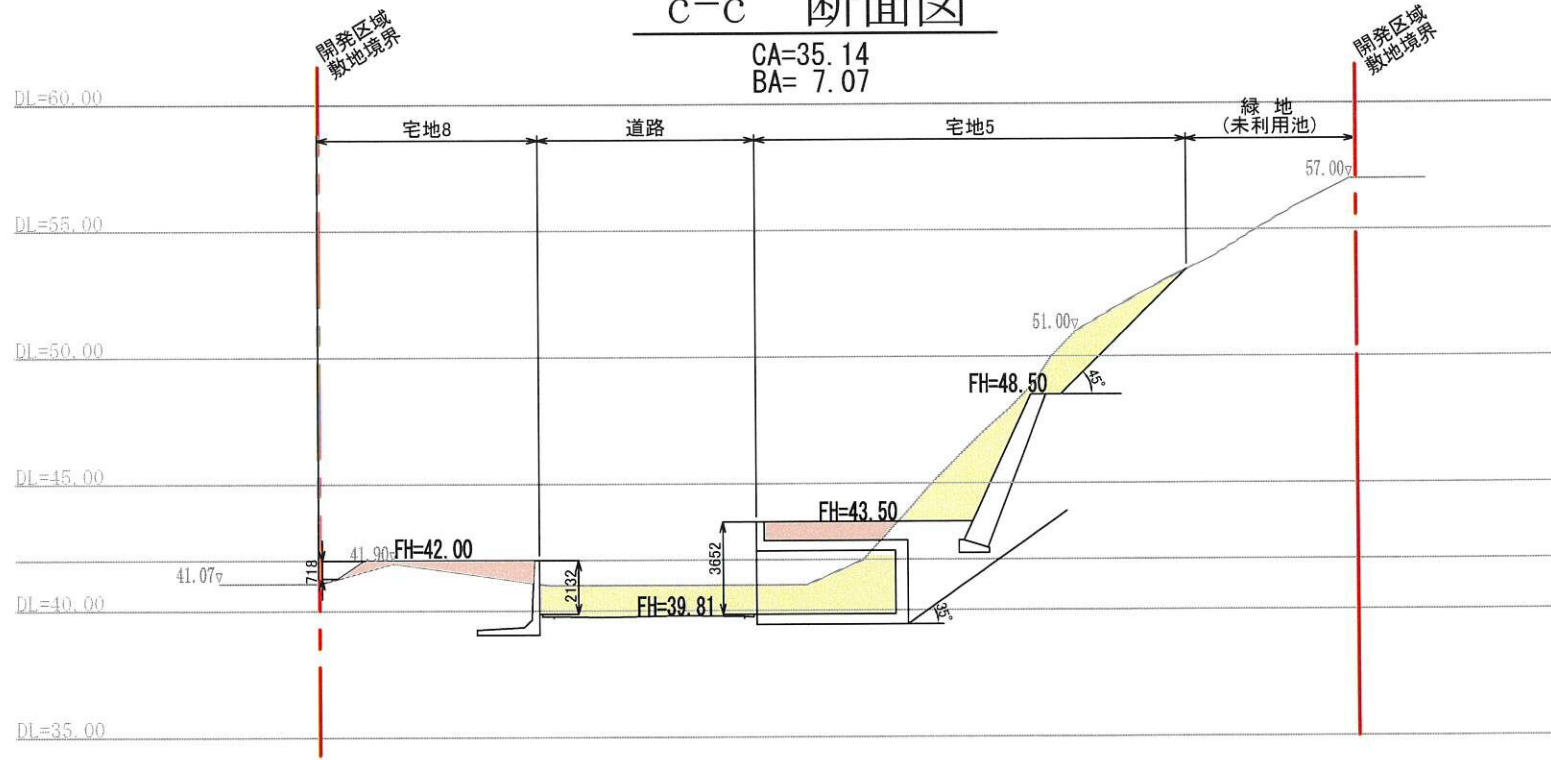 c-c 断面図
CA=35.14
BA= 7.07
開発区域
敷地境界
開発区域
敷地境界
DL=60.00
宅地8
道路
宅地5
緑 地
(未利用池)
57.00
DL=55.00
51.00
DL=50.00
FH=48.50
45°
DL=45.00
FH=43.50
41.90
FH=42.00
3652
718
41.07
2132
DL=40.00
FH=39.81
35°
DL=35.00